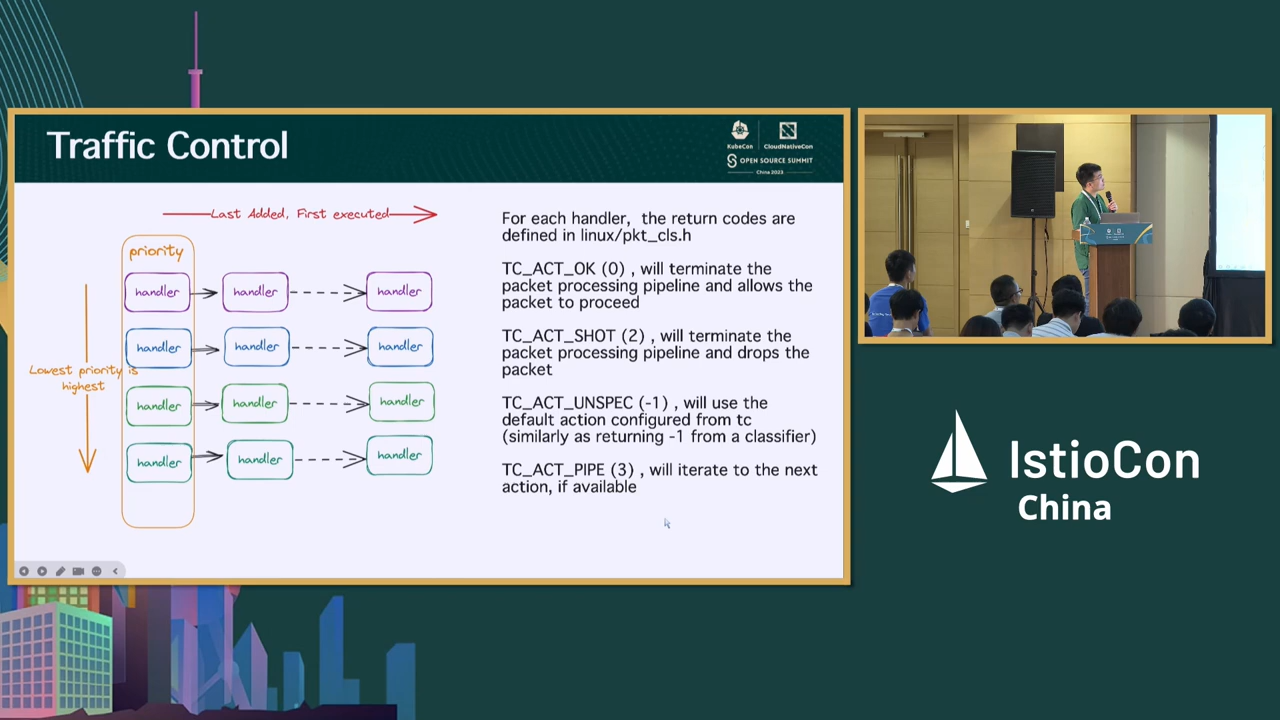 Traffic Control
KubeCon
CloudNativeCon
OPEN SOURCE SUMMIT
China 2023
Last Added, First executed
priority
handler handler handler
handler handler handler
Lowest priority is
highest
handler handler handler
handler handler handler
For each handler, the return codes are
defined in linux/pkt_cls.h
TC_ACT_OK (0) , will terminate the
packet processing pipeline and allows the
packet to proceed
TC_ACT_SHOT (2) , will terminate the
packet processing pipeline and drops the
packet
TC_ACT_UNSPEC (-1) , will use the
default action configured from tc
(similarly as returning -1 from a classifier)
TC_ACT_PIPE (3) , will iterate to the next
action, if available
IstioCon
China